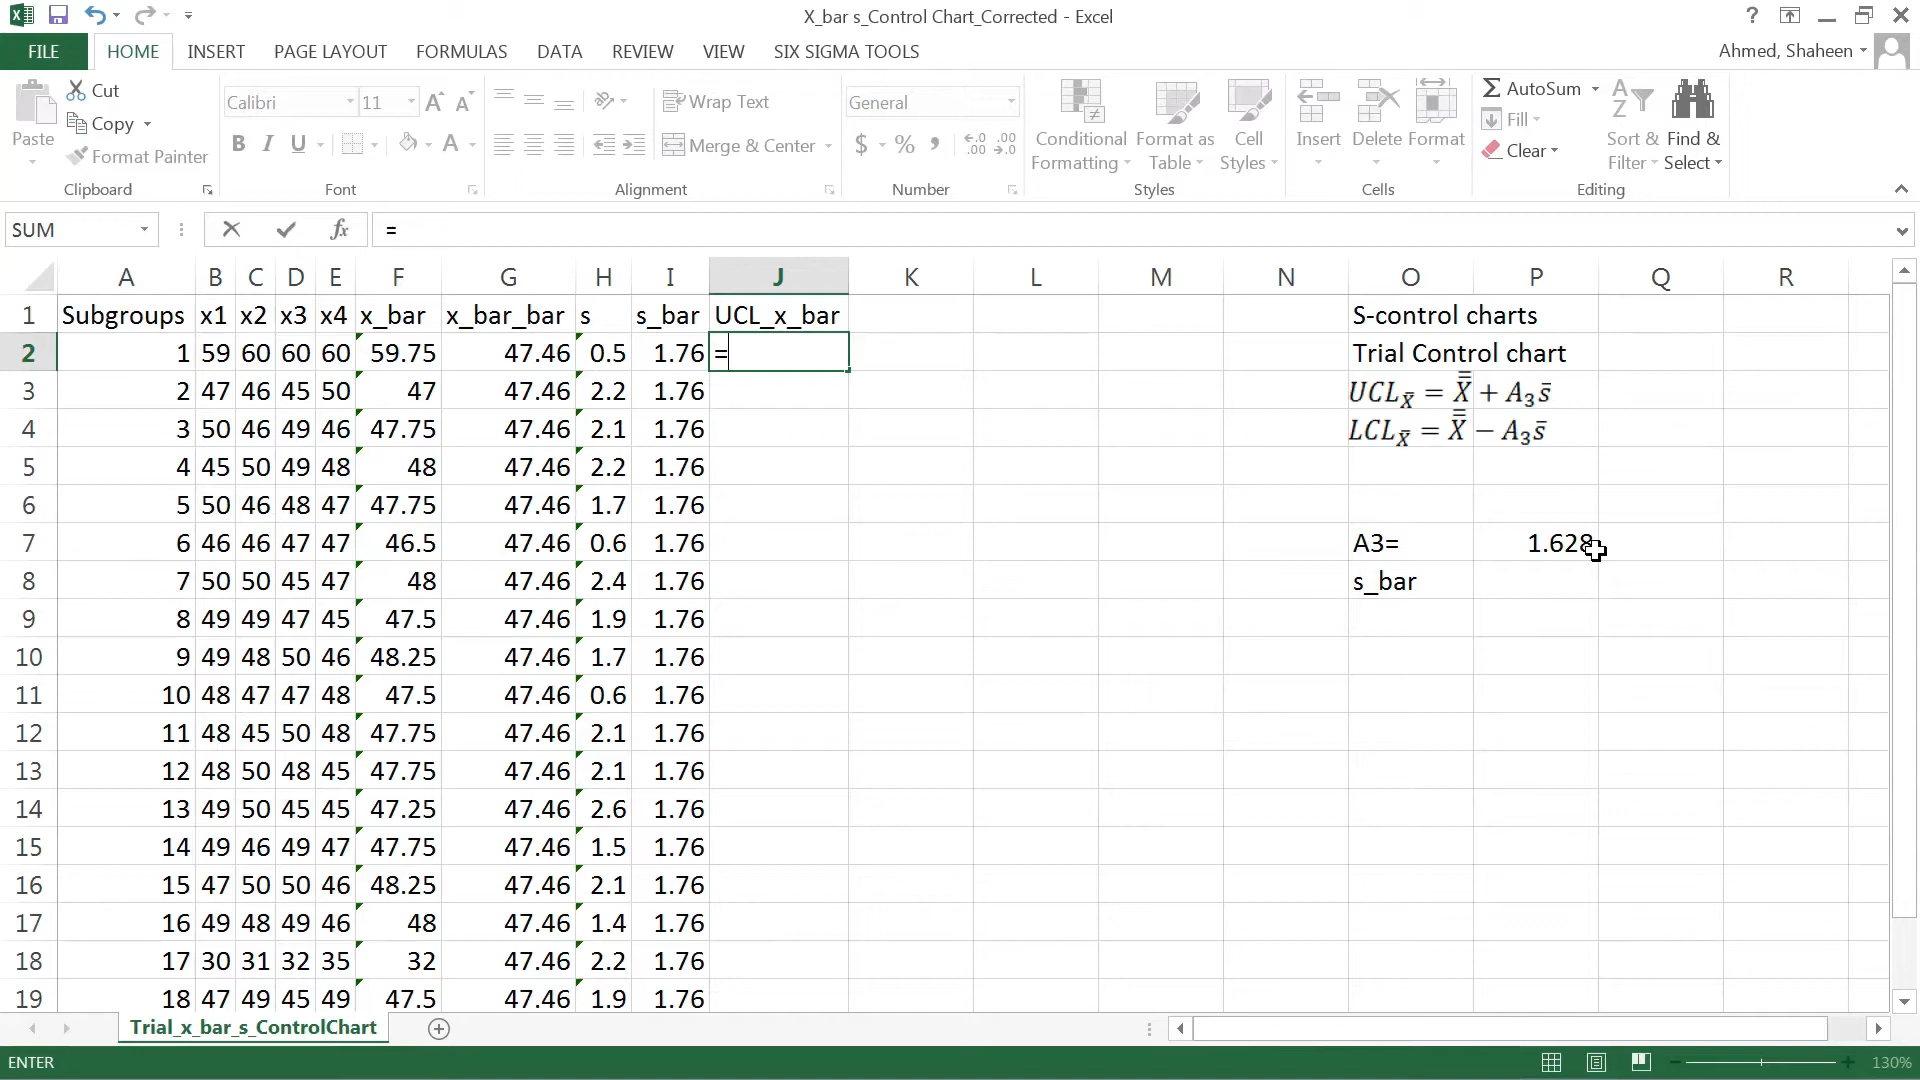 X_bar s_Control Chart_Corrected - Excel
FILE HOME INSERT PAGE LAYOUT FORMULAS DATA REVIEW VIEW SIX SIGMA TOOLS Ahmed, Shaheen
Paste Cut Copy Format Painter Clipboard
Calibri 11 B I U A Font
Wrap Text Merge & Center Alignment
General $ % , .00 .0 Number
Conditional Formatting Format as Table Cell Styles Styles
Insert Delete Format Cells
AutoSum Fill Clear Sort & Filter Find & Select Editing
SUM fx =
A B C D E F G H I J K L M N O P Q R
1 Subgroups x1 x2 x3 x4 x_bar x_bar_bar s s_bar UCL_x_bar S-control charts
2 1 59 60 60 60 59.75 47.46 0.5 1.76 = Trial Control chart
3 2 47 46 45 50 47 47.46 2.2 1.76 UCL_X̄ = X̿ + A₃s̄
4 3 50 46 49 46 47.75 47.46 2.1 1.76 LCL_X̄ = X̿ − A₃s̄
5 4 45 50 49 48 48 47.46 2.2 1.76
6 5 50 46 48 47 47.75 47.46 1.7 1.76
7 6 46 46 47 47 46.5 47.46 0.6 1.76 A3= 1.628
8 7 50 50 45 47 48 47.46 2.4 1.76 s_bar
9 8 49 49 47 45 47.5 47.46 1.9 1.76
10 9 49 48 50 46 48.25 47.46 1.7 1.76
11 10 48 47 47 48 47.5 47.46 0.6 1.76
12 11 48 45 50 48 47.75 47.46 2.1 1.76
13 12 48 50 48 45 47.75 47.46 2.1 1.76
14 13 49 50 45 45 47.25 47.46 2.6 1.76
15 14 49 46 49 47 47.75 47.46 1.5 1.76
16 15 47 50 50 46 48.25 47.46 2.1 1.76
17 16 49 48 49 46 48 47.46 1.4 1.76
18 17 30 31 32 35 32 47.46 2.2 1.76
19 18 47 49 45 49 47.5 47.46 1.9 1.76
Trial_x_bar_s_ControlChart
ENTER 130%